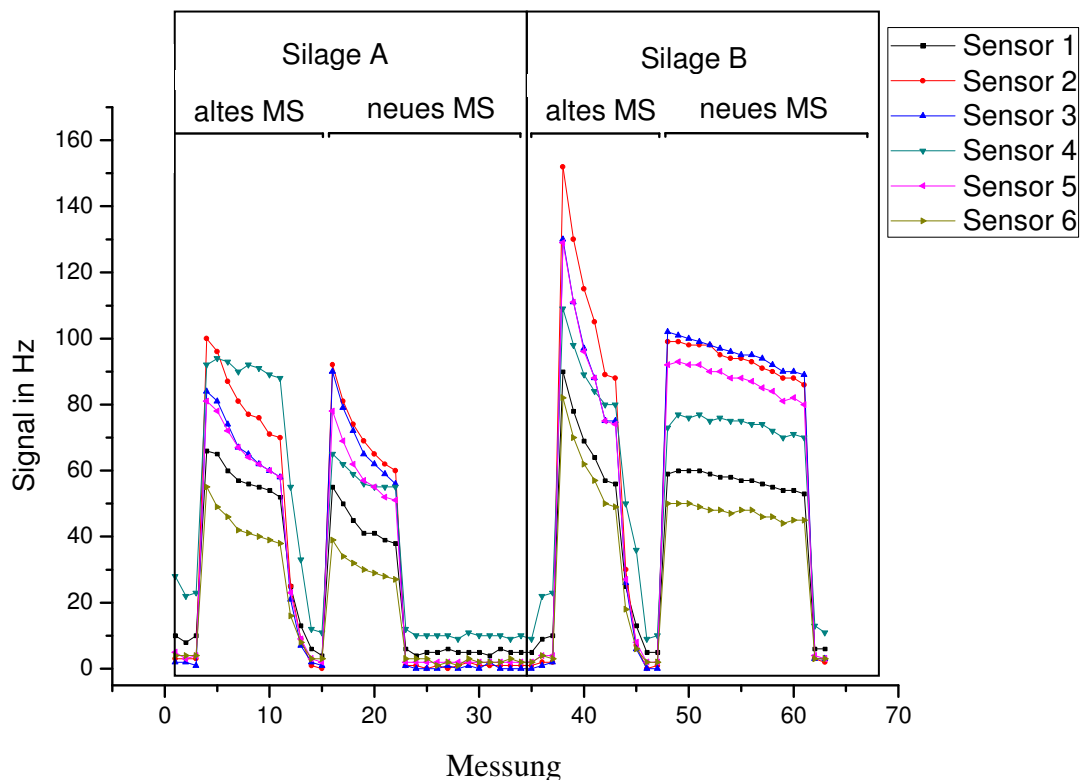 Silage A
Silage B
altes MS
neues MS
altes MS
neues MS
Sensor 1
Sensor 2
Sensor 3
Sensor 4
Sensor 5
Sensor 6
Signal in Hz
160
140
120
100
80
60
40
20
0
0
10
20
30
40
50
60
70
Messung